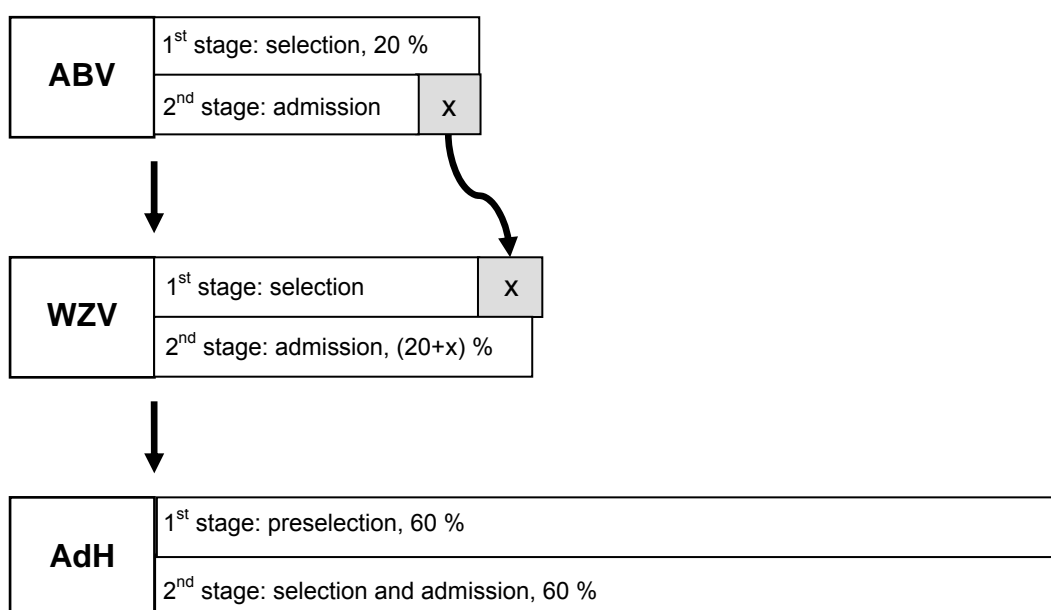 ABV
1st stage: selection, 20 %
2nd stage: admission
x
WZV
1st stage: selection
x
2nd stage: admission, (20+x) %
AdH
1st stage: preselection, 60 %
2nd stage: selection and admission, 60 %